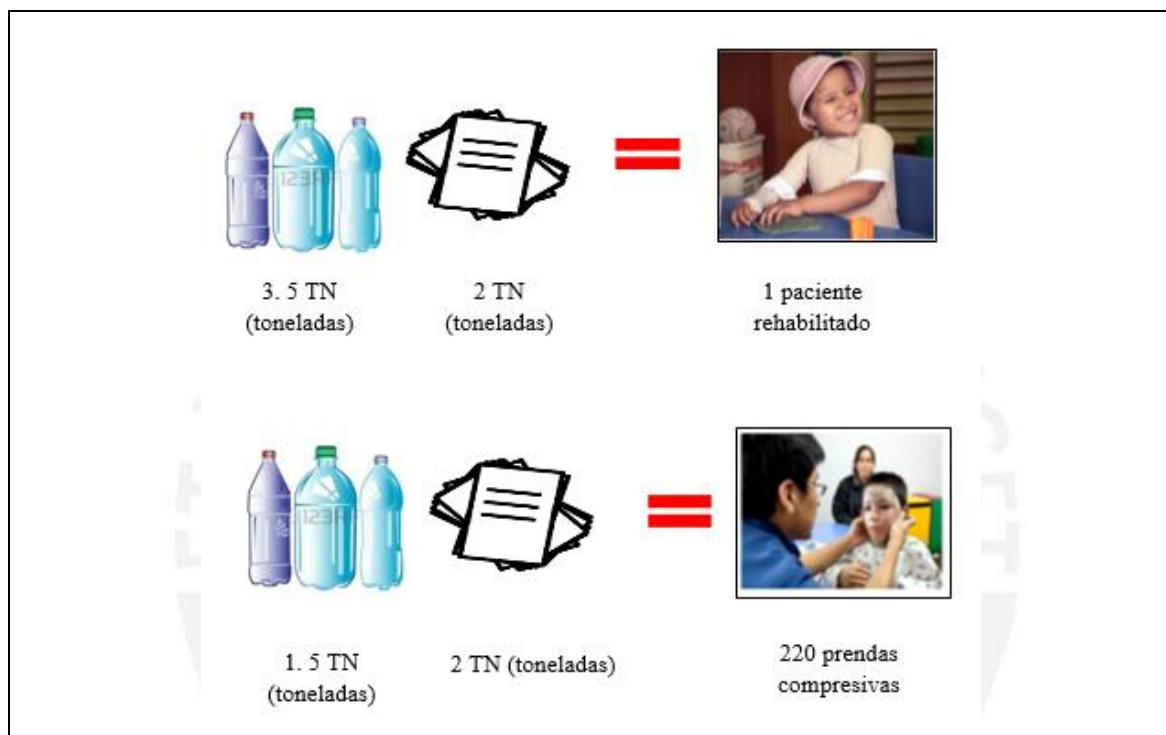 3. 5 TN
(toneladas)
2 TN
(toneladas)
1 paciente
rehabilitado
1. 5 TN
(toneladas)
2 TN (toneladas)
220 prendas
compresivas